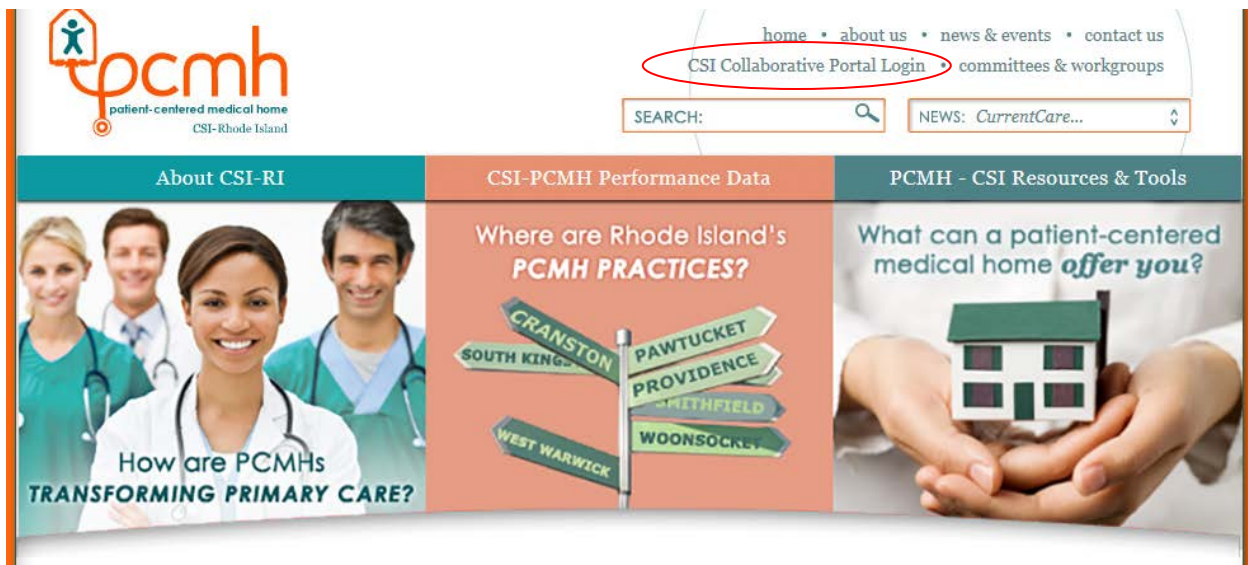 pcmh
patient-centered medical home
CSI-Rhode Island
home • about us • news & events • contact us
CSI Collaborative Portal Login • committees & workgroups
SEARCH:
NEWS: CurrentCare...
About CSI-RI
CSI-PCMH Performance Data
PCMH - CSI Resources & Tools
How are PCMHs
TRANSFORMING PRIMARY CARE?
Where are Rhode Island's
PCMH PRACTICES?
CRANSTON
PAWTUCKET
SOUTH KINGS
PROVIDENCE
SMITHFIELD
WEST WARWICK
WOONSOCKET
What can a patient-centered
medical home offer you?